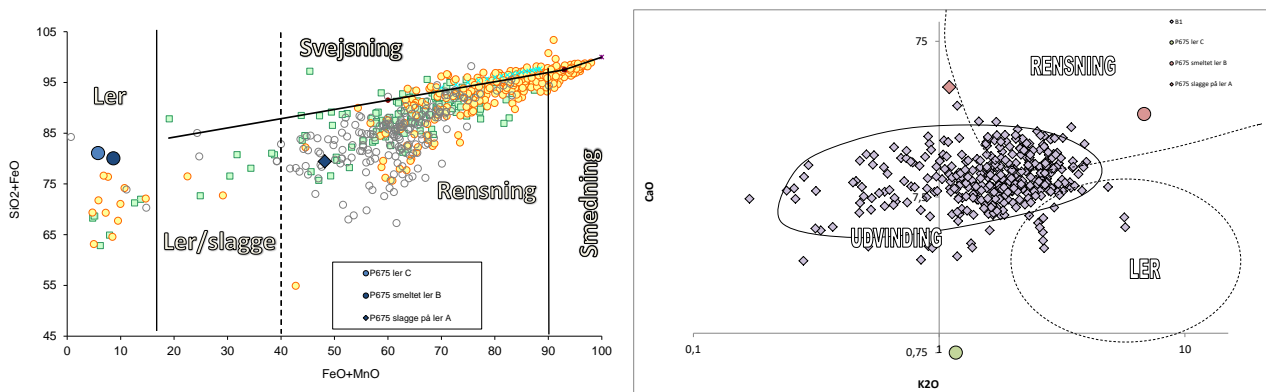 Svejsning
Ler
Rensning
Ler/slagge
Smedning
SiO2+FeO
105
95
85
75
65
55
45
0
10
20
30
40
50
60
70
80
90
100
FeO+MnO
P675 ler C
P675 smeltet ler B
P675 slagge på ler A
75
7,5
0,75
RENSNING
UDVINDING
LER
B1
P675 ler C
P675 smeltet ler B
P675 slagge på ler A
CaO
0,1
1
10
K2O